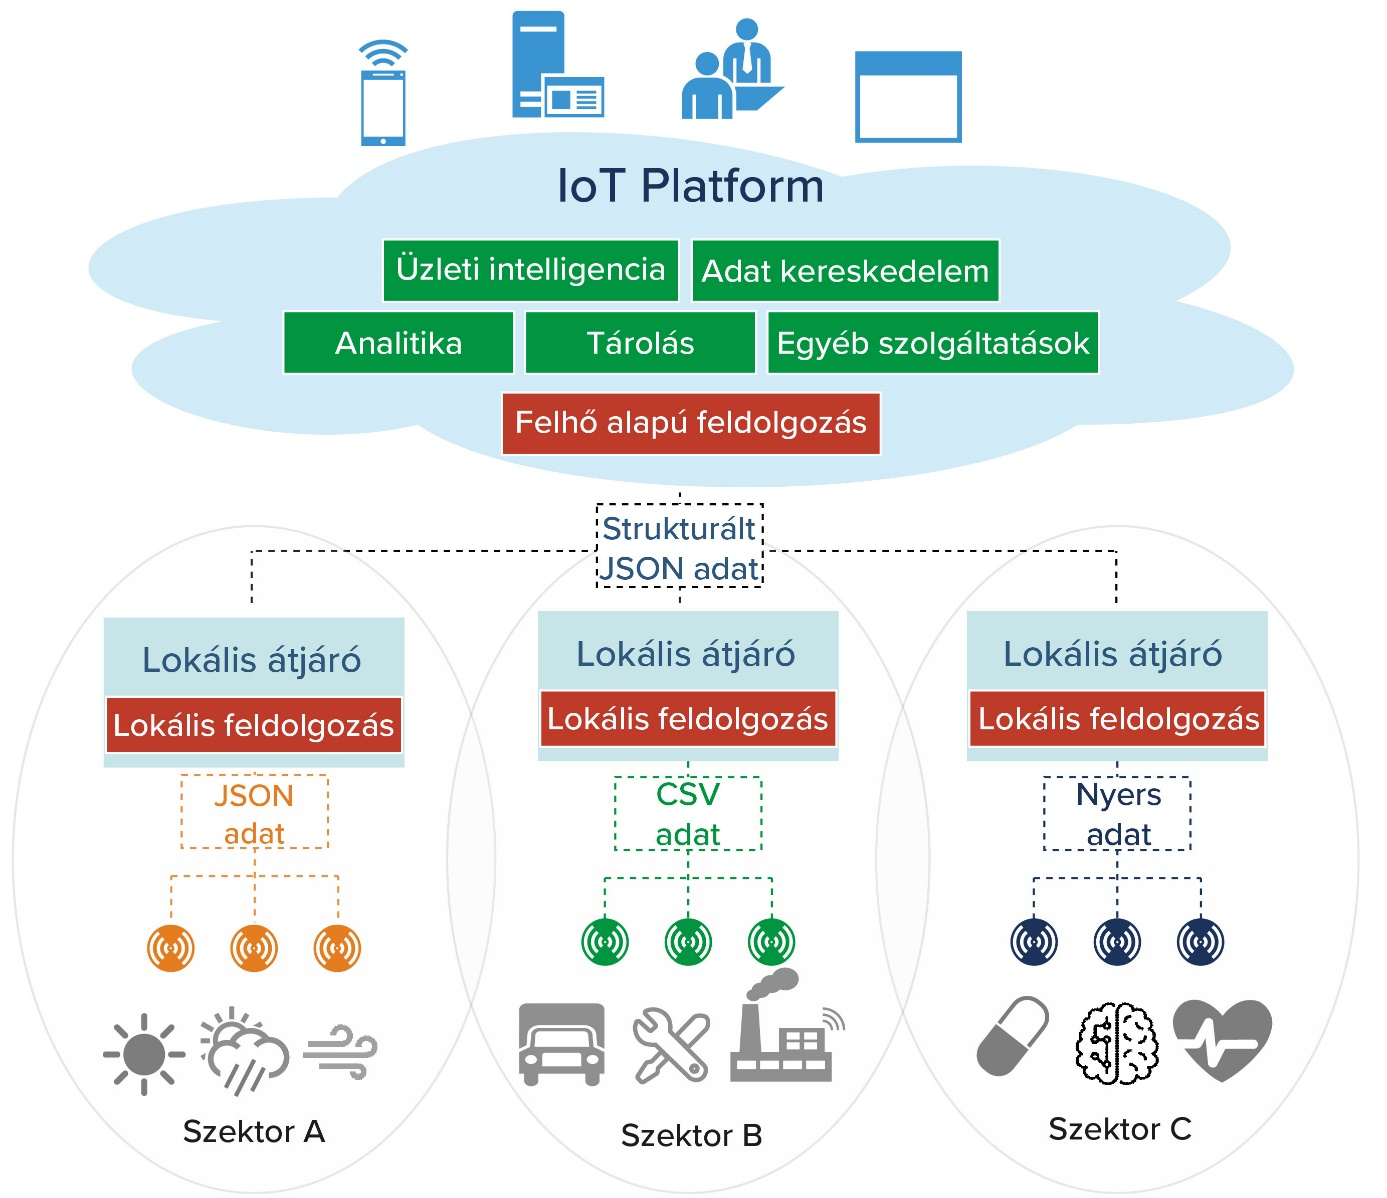 IoT Platform
Üzleti intelligencia
Adat kereskedelem
Analitika
Tárolás
Egyéb szolgáltatások
Felhő alapú feldolgozás
Strukturált
JSON adat
Lokális átjáró
Lokális feldolgozás
JSON
adat
Szektor A
Lokális átjáró
Lokális feldolgozás
CSV
adat
Szektor B
Lokális átjáró
Lokális feldolgozás
Nyers
adat
Szektor C